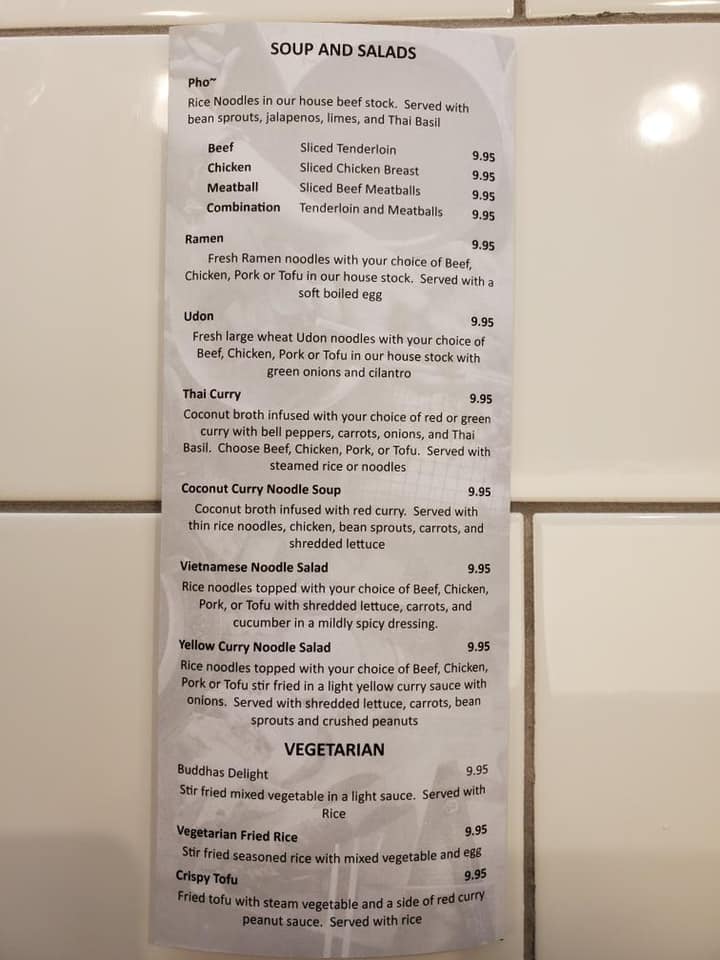 SOUP AND SALADS
Pho~
Rice Noodles in our house beef stock. Served with
bean sprouts, jalapenos, limes, and Thai Basil
Beef Sliced Tenderloin 9.95
Chicken Sliced Chicken Breast 9.95
Meatball Sliced Beef Meatballs 9.95
Combination Tenderloin and Meatballs 9.95
Ramen 9.95
Fresh Ramen noodles with your choice of Beef,
Chicken, Pork or Tofu in our house stock. Served with a
soft boiled egg
Udon 9.95
Fresh large wheat Udon noodles with your choice of
Beef, Chicken, Pork or Tofu in our house stock with
green onions and cilantro
Thai Curry 9.95
Coconut broth infused with your choice of red or green
curry with bell peppers, carrots, onions, and Thai
Basil. Choose Beef, Chicken, Pork, or Tofu. Served with
steamed rice or noodles
Coconut Curry Noodle Soup 9.95
Coconut broth infused with red curry. Served with
thin rice noodles, chicken, bean sprouts, carrots, and
shredded lettuce
Vietnamese Noodle Salad 9.95
Rice noodles topped with your choice of Beef, Chicken,
Pork, or Tofu with shredded lettuce, carrots, and
cucumber in a mildly spicy dressing.
Yellow Curry Noodle Salad 9.95
Rice noodles topped with your choice of Beef, Chicken,
Pork or Tofu stir fried in a light yellow curry sauce with
onions. Served with shredded lettuce, carrots, bean
sprouts and crushed peanuts
VEGETARIAN
Buddhas Delight 9.95
Stir fried mixed vegetable in a light sauce. Served with
Rice
Vegetarian Fried Rice 9.95
Stir fried seasoned rice with mixed vegetable and egg
Crispy Tofu 9.95
Fried tofu with steam vegetable and a side of red curry
peanut sauce. Served with rice